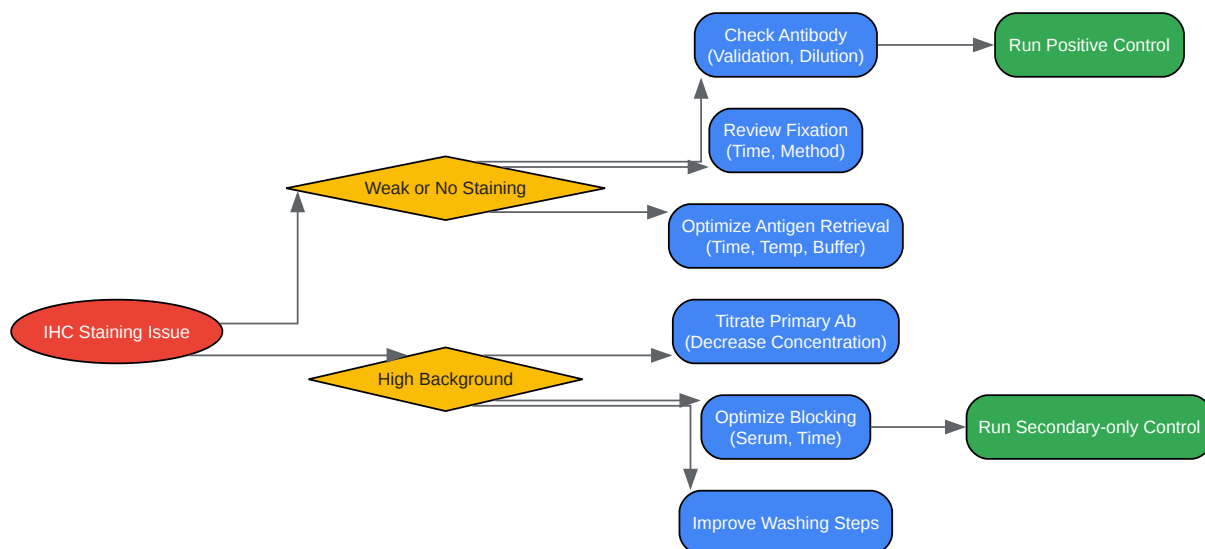 Check Antibody
(Validation, Dilution)
Run Positive Control
Review Fixation
(Time, Method)
Weak or No Staining
Optimize Antigen Retrieval
(Time, Temp, Buffer)
IHC Staining Issue
Titrate Primary Ab
(Decrease Concentration)
High Background
Optimize Blocking
(Serum, Time)
Run Secondary-only Control
Improve Washing Steps